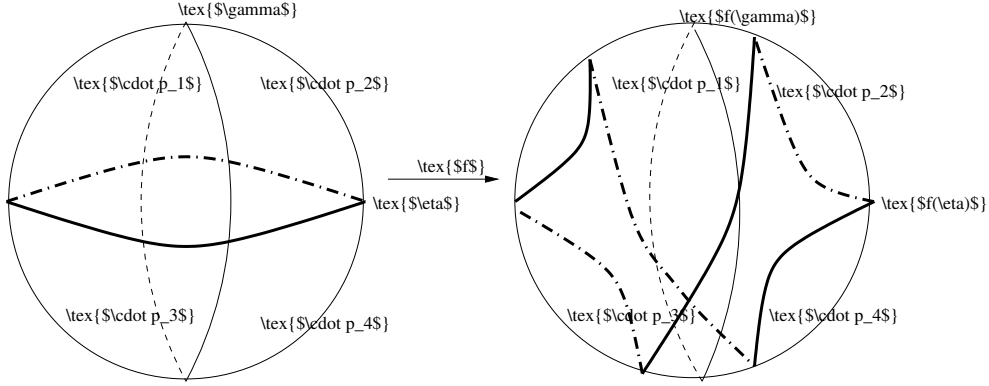 \tex{$\gamma$}
\tex{$\cdot p_1$}
\tex{$\cdot p_2$}
\tex{$\eta$}
\tex{$\cdot p_3$}
\tex{$\cdot p_4$}
\tex{$f$}
\tex{$f(\gamma)$}
\tex{$\cdot p_1$}
\tex{$\cdot p_2$}
\tex{$f(\eta)$}
\tex{$\cdot p_3$}
\tex{$\cdot p_4$}